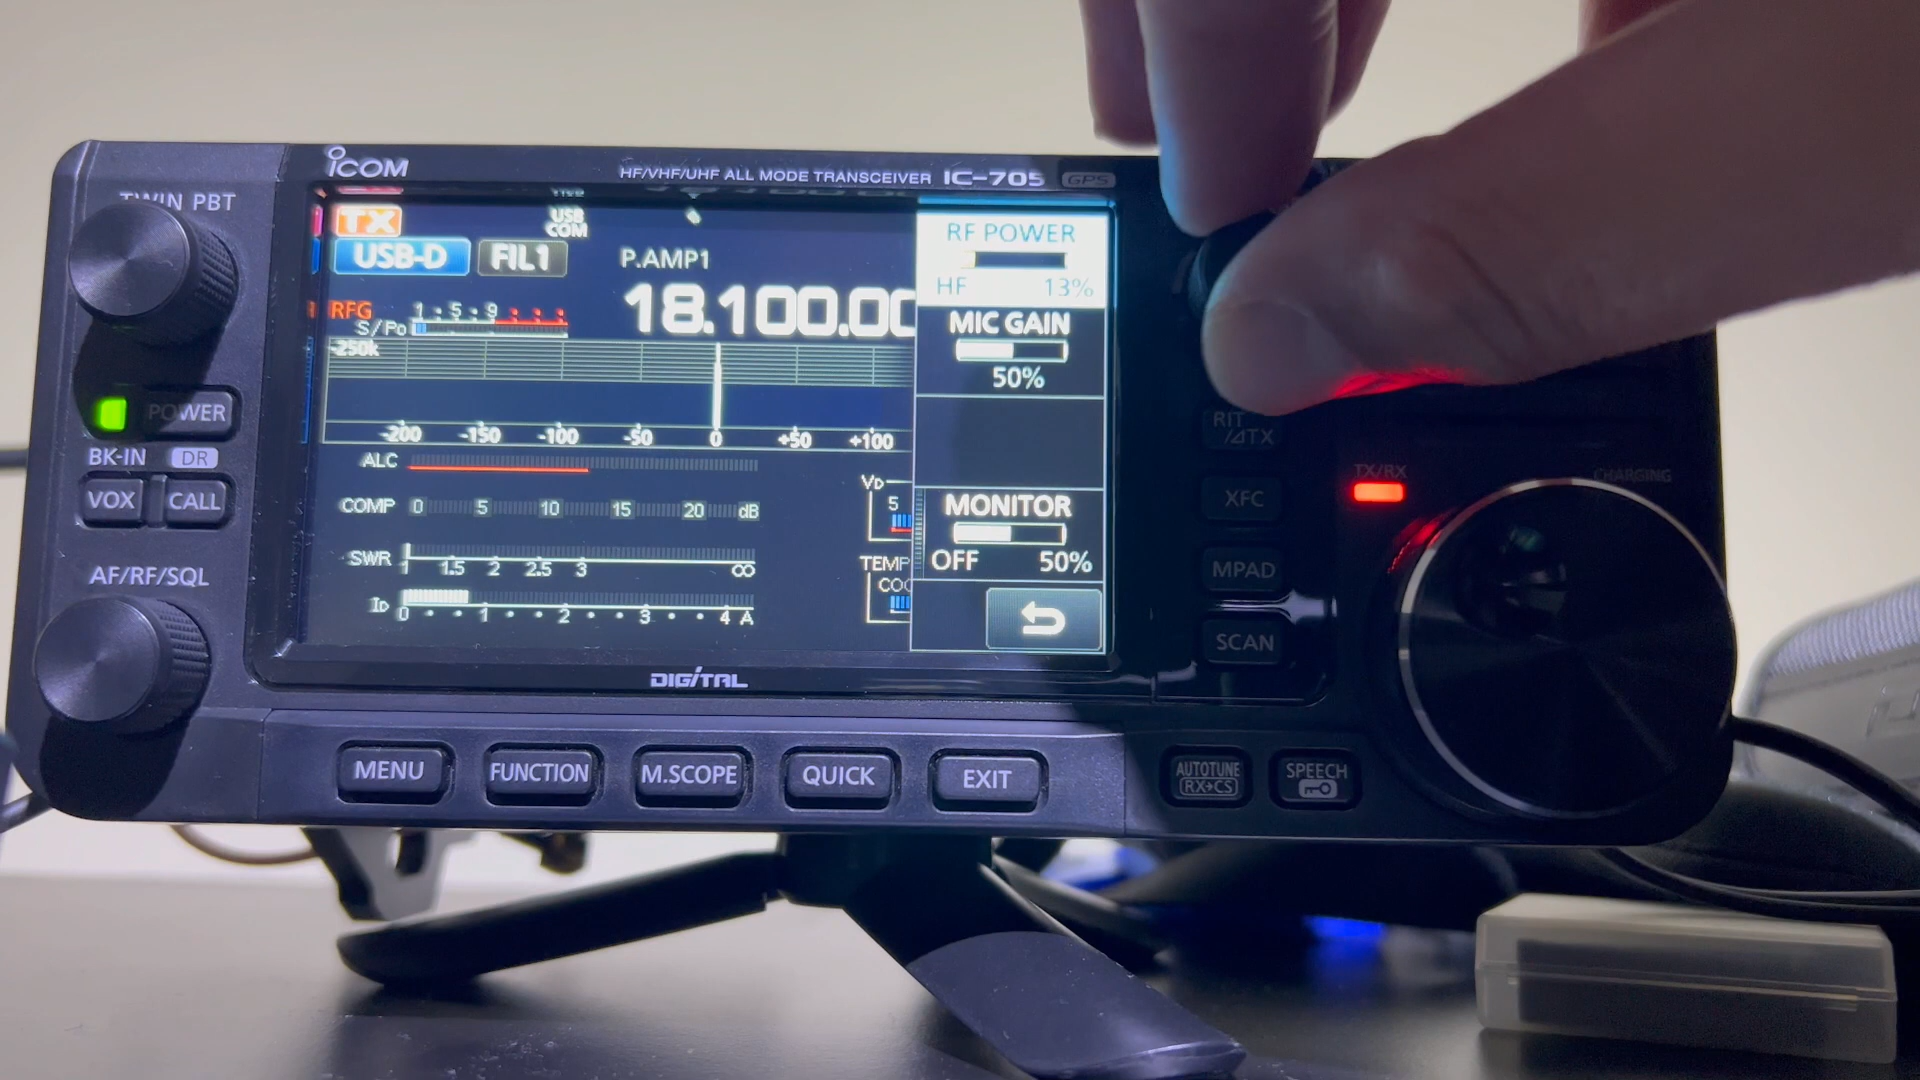 ICOM
HF/VHF/UHF ALL MODE TRANSCEIVER IC-705 GPS
TWIN PBT
TX
USB
COM
USB-D FIL1
P.AMP1
18.100.00
RFG
1 : 5 : 9
S/Po
-250k
-200 -150 -100 -50 0 +50 +100
ALC
COMP 0 5 10 15 20 dB
SWR 1 1.5 2 2.5 3 ∞
ID 0 1 2 3 4 A
VD
5
TEMP
COO
RF POWER
HF 13%
MIC GAIN
50%
MONITOR
OFF 50%
POWER
BK-IN DR
VOX CALL
AF/RF/SQL
DIGITAL
MENU FUNCTION M.SCOPE QUICK EXIT
RIT
/⊿TX
XFC
MPAD
SCAN
TX/RX
CHARGING
AUTOTUNE
RX→CS
SPEECH